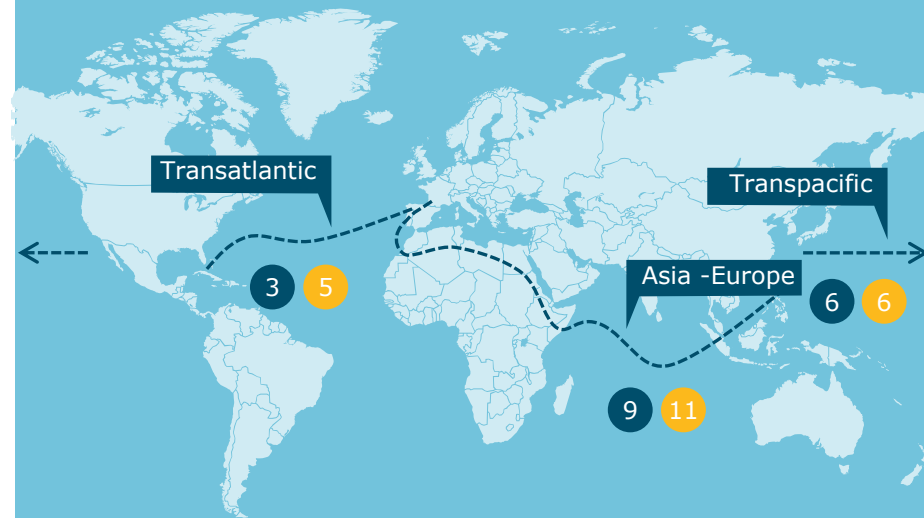 Transatlantic
Transpacific
Asia -Europe
3 5
6 6
9 11